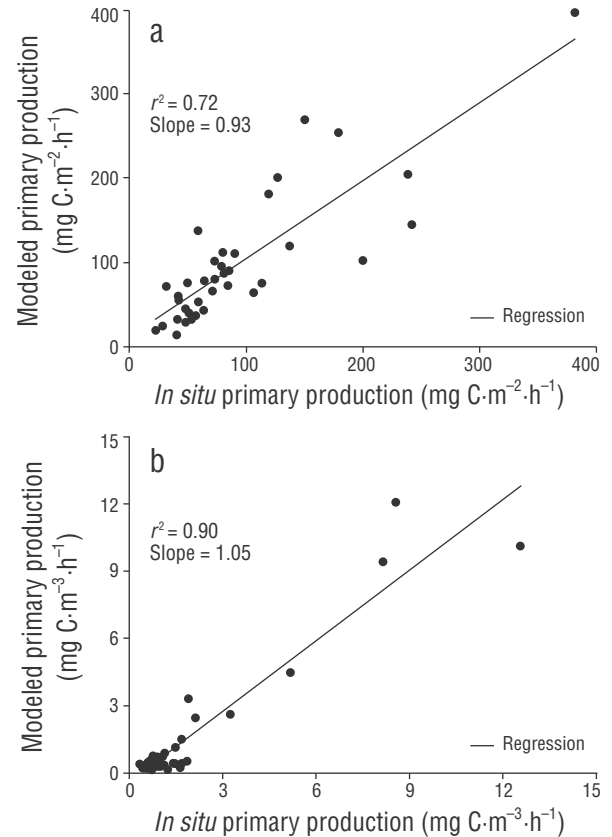 a
400
300
200
100
0
r² = 0.72
Slope = 0.93
Regression
0 100 200 300 400
Modeled primary production
(mg C·m⁻²·h⁻¹)
In situ primary production (mg C·m⁻²·h⁻¹)
b
15
12
9
6
3
0
r² = 0.90
Slope = 1.05
Regression
0 3 6 9 12 15
Modeled primary production
(mg C·m⁻³·h⁻¹)
In situ primary production (mg C·m⁻³·h⁻¹)